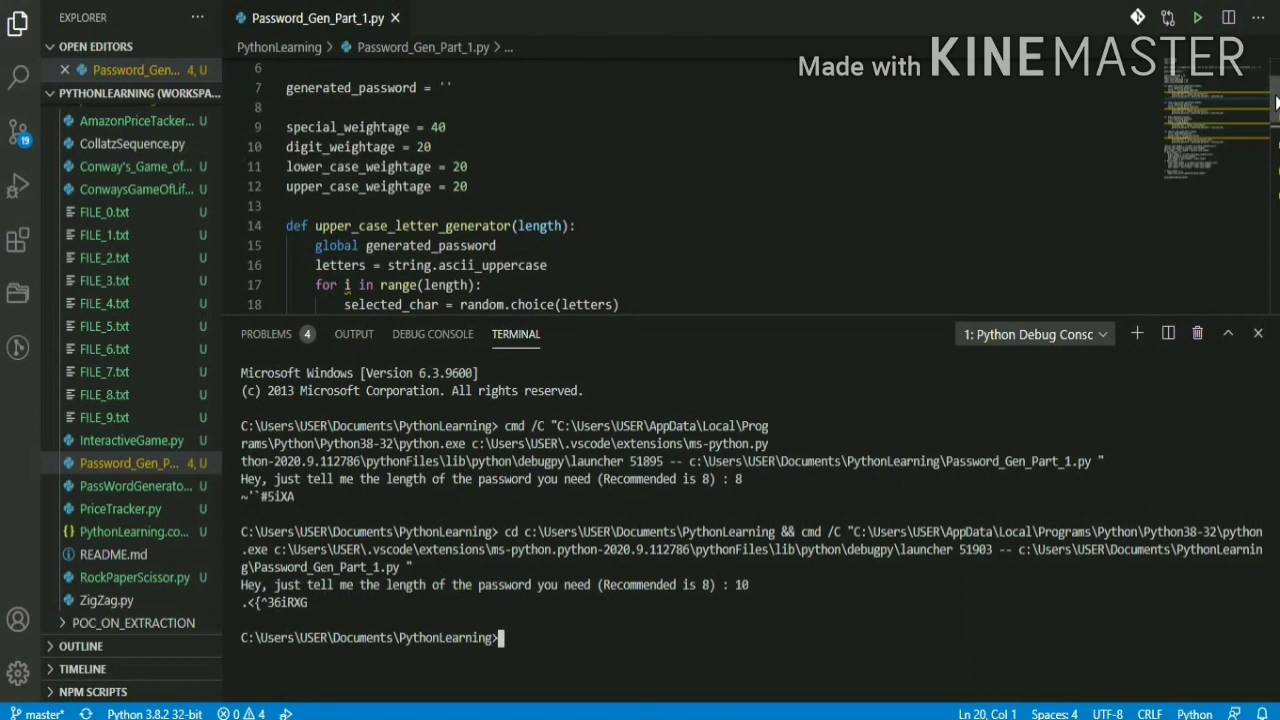 EXPLORER
Password_Gen_Part_1.py
Made with KINEMASTER
OPEN EDITORS
Password_Gen... 4, U
PYTHONLEARNING (WORKSPA...
AmazonPriceTacker... U
CollatzSequence.py
Conway's_Game_of... U
ConwaysGameOfLif... U
FILE_0.txt U
FILE_1.txt U
FILE_2.txt U
FILE_3.txt U
FILE_4.txt U
FILE_5.txt U
FILE_6.txt U
FILE_7.txt U
FILE_8.txt U
FILE_9.txt U
InteractiveGame.py U
Password_Gen_P... 4, U
PassWordGenerato... U
PriceTracker.py U
PythonLearning.co... U
README.md U
RockPaperScissor.py U
ZigZag.py
POC_ON_EXTRACTION
OUTLINE
TIMELINE
NPM SCRIPTS
19
PythonLearning > Password_Gen_Part_1.py > ...
6
7 generated_password = ''
8
9 special_weightage = 40
10 digit_weightage = 20
11 lower_case_weightage = 20
12 upper_case_weightage = 20
13
14 def upper_case_letter_generator(length):
15 global generated_password
16 letters = string.ascii_uppercase
17 for i in range(length):
18 selected_char = random.choice(letters)
PROBLEMS 4 OUTPUT DEBUG CONSOLE TERMINAL 1: Python Debug Consc
Microsoft Windows [Version 6.3.9600]
(c) 2013 Microsoft Corporation. All rights reserved.
C:\Users\USER\Documents\PythonLearning> cmd /C "C:\Users\USER\AppData\Local\Prog
rams\Python\Python38-32\python.exe c:\Users\USER\.vscode\extensions\ms-python.py
thon-2020.9.112786\pythonFiles\lib\python\debugpy\launcher 51895 -- c:\Users\USER\Documents\PythonLearning\Password_Gen_Part_1.py "
Hey, just tell me the length of the password you need (Recommended is 8) : 8
~``#5iXA
C:\Users\USER\Documents\PythonLearning> cd c:\Users\USER\Documents\PythonLearning && cmd /C "C:\Users\USER\AppData\Local\Programs\Python\Python38-32\python
.exe c:\Users\USER\.vscode\extensions\ms-python.python-2020.9.112786\pythonFiles\lib\python\debugpy\launcher 51903 -- c:\Users\USER\Documents\PythonLearnin
g\Password_Gen_Part_1.py "
Hey, just tell me the length of the password you need (Recommended is 8) : 10
.<{^36iRXG
C:\Users\USER\Documents\PythonLearning>
master* Python 3.8.2 32-bit 0 4 Ln 20, Col 1 Spaces: 4 UTF-8 CRLF Python